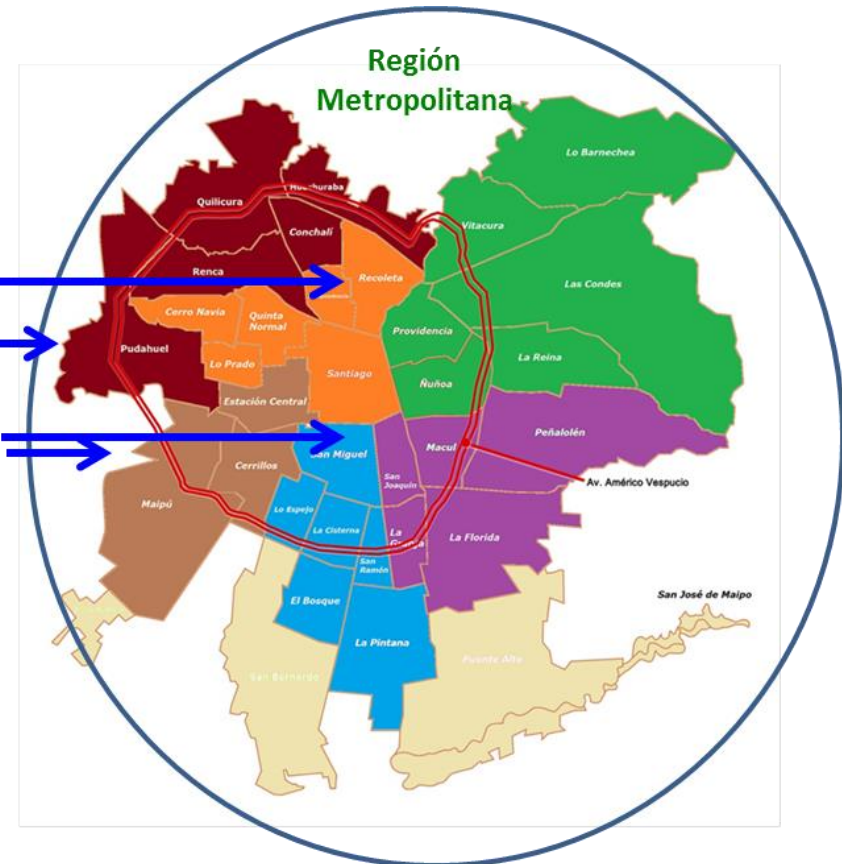 Región
Metropolitana
Lo Barnechea
Quilicura
Huechuraba
Vitacura
Conchalí
Renca
Recoleta
Las Condes
Cerro Navia
Quinta
Normal
Providencia
Pudahuel
La Reina
Lo Prado
Santiago
Ñuñoa
Estación Central
Peñalolén
Macul
San Miguel
Cerrillos
San
Joaquín
Av. Américo Vespucio
Maipú
Lo Espejo
La Cisterna
La
Granja
La Florida
San
Ramón
San José de Maipo
El Bosque
La Pintana
Puente Alto
San Bernardo